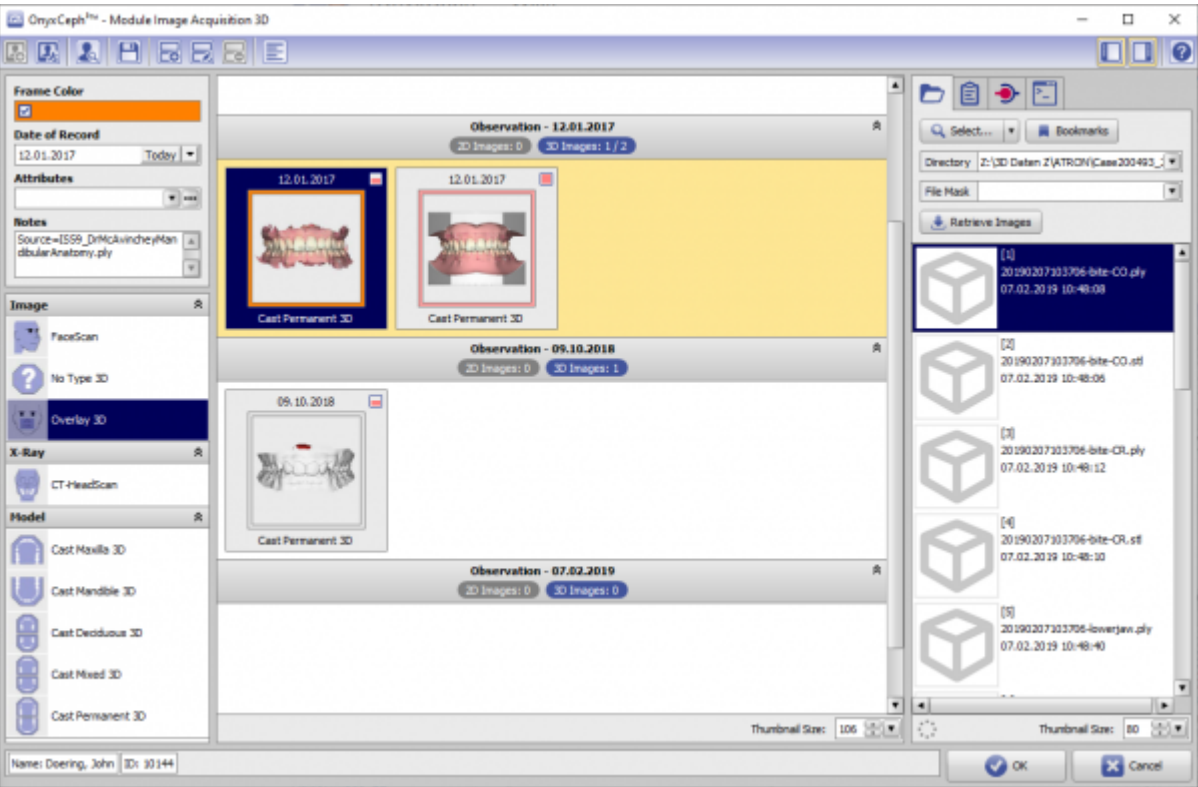 OnyxCeph³™ - Module Image Acquisition 3D
Frame Color
Date of Record
12.01.2017 Today
Attributes
Notes
Source=ISS9_DrMcAvincheyMan
dibularAnatomy.ply
Image
FaceScan
No Type 3D
Overlay 3D
X-Ray
CT-HeadScan
Model
Cast Maxilla 3D
Cast Mandible 3D
Cast Deciduous 3D
Cast Mixed 3D
Cast Permanent 3D
Observation - 12.01.2017
2D Images: 0 3D Images: 1 / 2
12.01.2017
Cast Permanent 3D
12.01.2017
Cast Permanent 3D
Observation - 09.10.2018
2D Images: 0 3D Images: 1
09.10.2018
Cast Permanent 3D
Observation - 07.02.2019
2D Images: 0 3D Images: 0
Thumbnail Size: 106
Select... Bookmarks
Directory Z:\3D Daten Z\ATRON\Case200493_
File Mask
Retrieve Images
[1]
20190207103706-bite-CO.ply
07.02.2019 10:48:08
[2]
20190207103706-bite-CO.stl
07.02.2019 10:48:06
[3]
20190207103706-bite-CR.ply
07.02.2019 10:48:12
[4]
20190207103706-bite-CR.stl
07.02.2019 10:48:10
[5]
20190207103706-lowerjaw.ply
07.02.2019 10:48:40
Thumbnail Size: 80
Name: Doering, John ID: 10144
OK Cancel